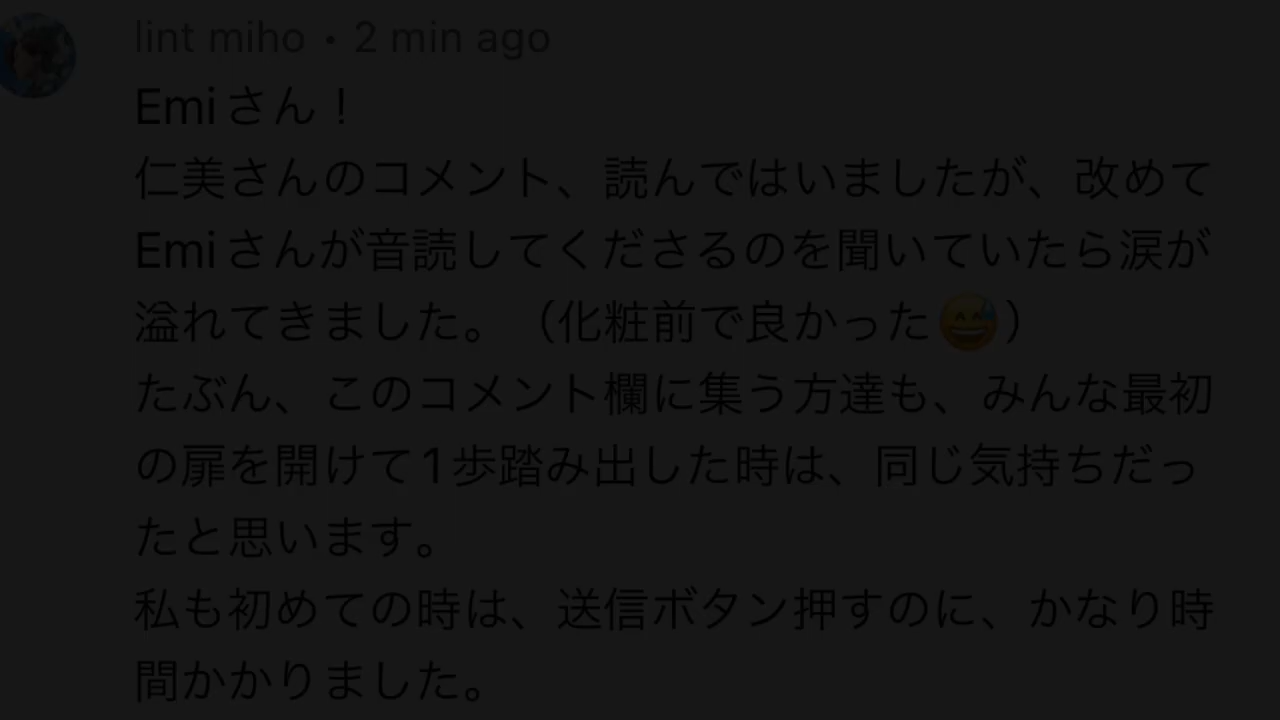 lint miho • 2 min ago
Emiさん！
仁美さんのコメント、読んではいましたが、改めて
Emiさんが音読してくださるのを聞いていたら涙が
溢れてきました。（化粧前で良かった😅）
たぶん、このコメント欄に集う方達も、みんな最初
の扉を開けて1歩踏み出した時は、同じ気持ちだっ
たと思います。
私も初めての時は、送信ボタン押すのに、かなり時
間かかりました。